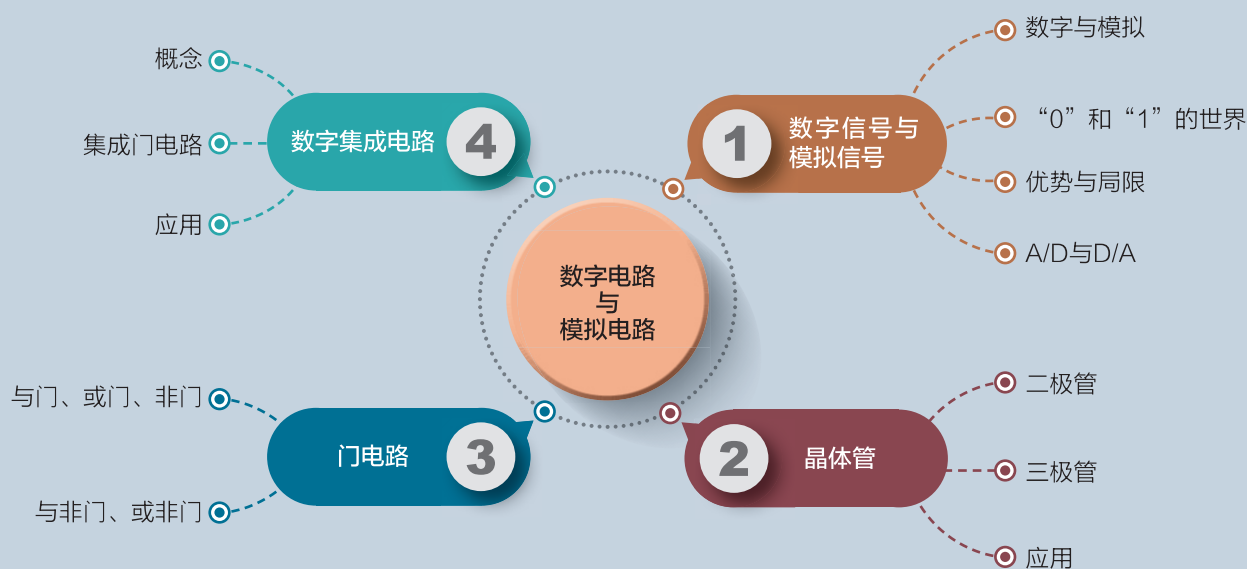 数字电路
与
模拟电路
1
数字信号与
模拟信号
数字与模拟
“0”和“1”的世界
优势与局限
A/D与D/A
2
晶体管
二极管
三极管
应用
3
门电路
与门、或门、非门
与非门、或非门
4
数字集成电路
概念
集成门电路
应用